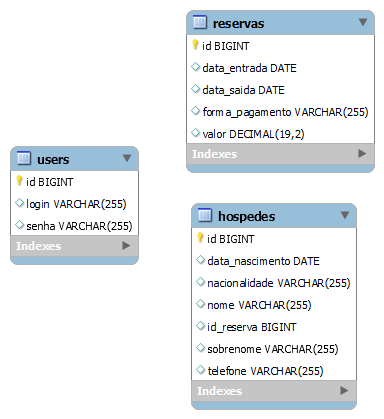 reservas
id BIGINT
data_entrada DATE
data_saida DATE
forma_pagamento VARCHAR(255)
valor DECIMAL(19,2)
Indexes
users
id BIGINT
login VARCHAR(255)
senha VARCHAR(255)
Indexes
hospedes
id BIGINT
data_nascimento DATE
nacionalidade VARCHAR(255)
nome VARCHAR(255)
id_reserva BIGINT
sobrenome VARCHAR(255)
telefone VARCHAR(255)
Indexes